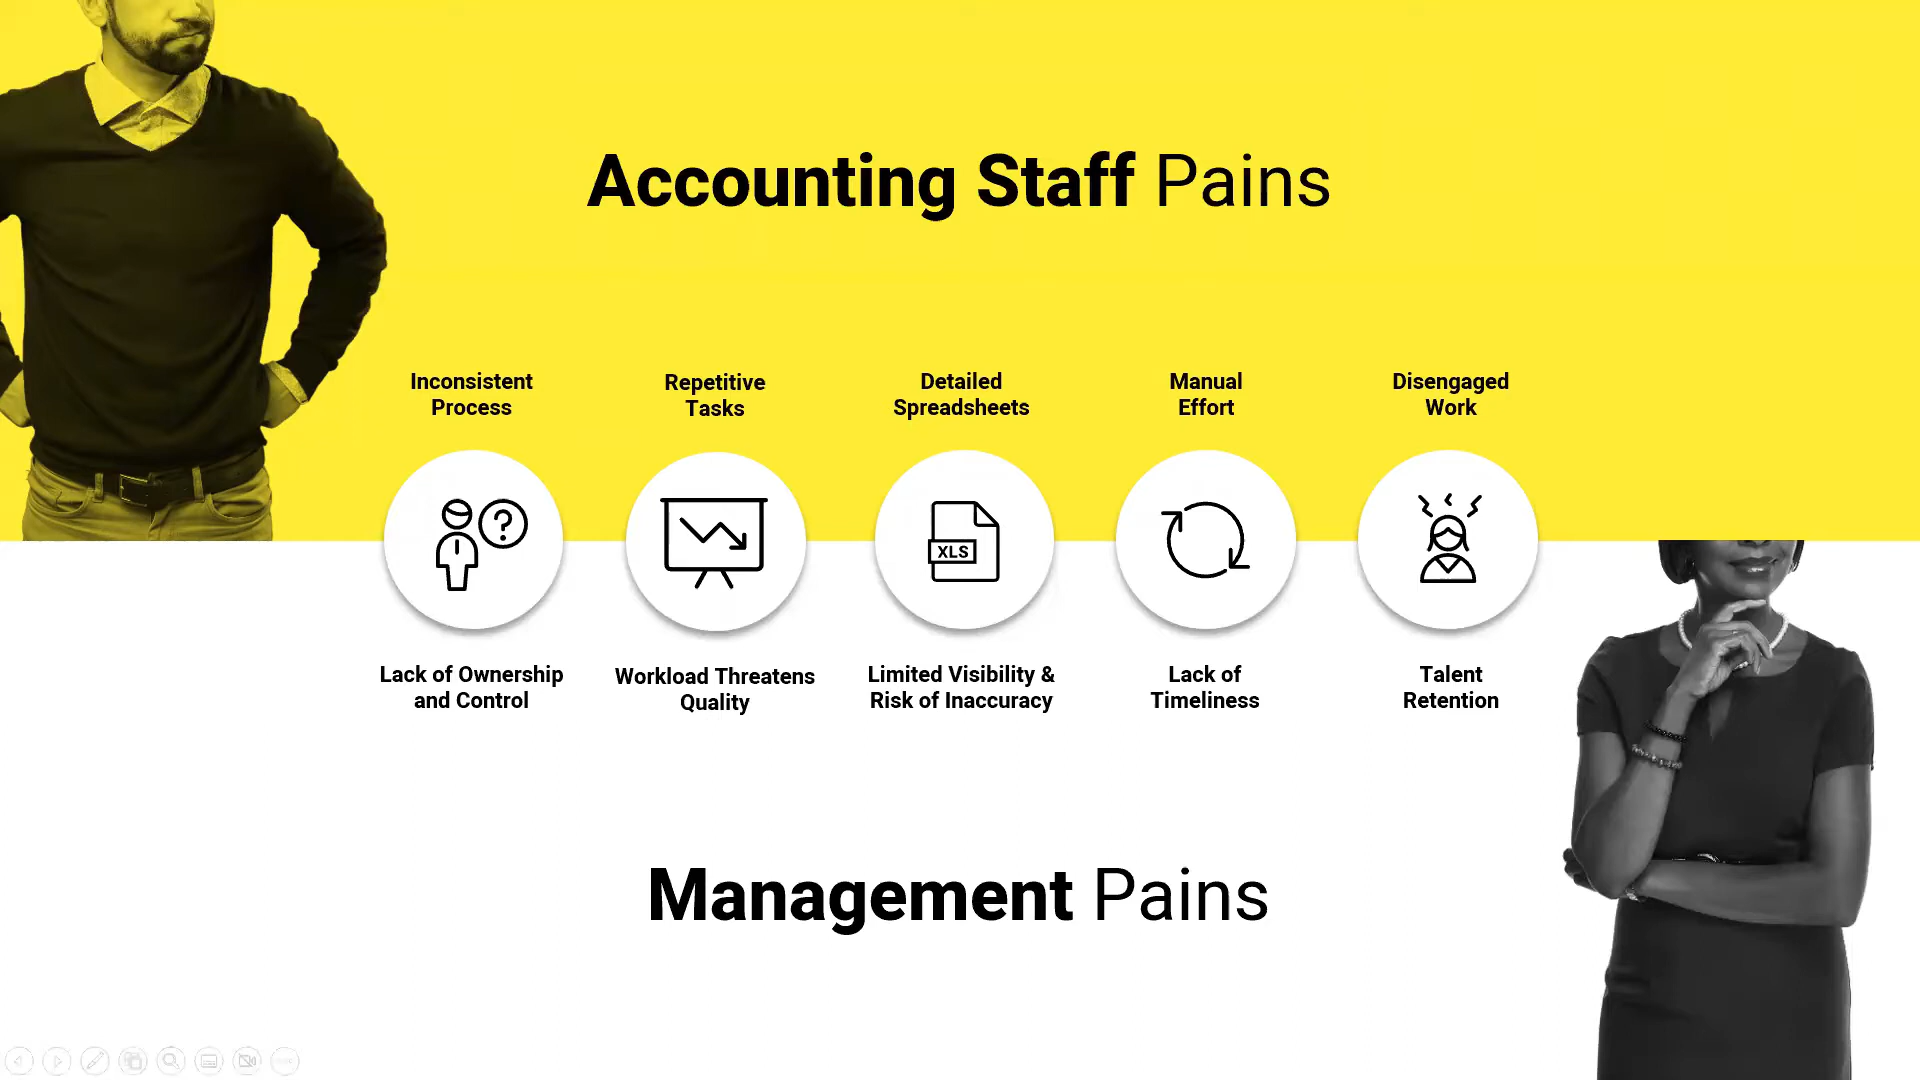 Accounting Staff Pains
Inconsistent
Process
Repetitive
Tasks
Detailed
Spreadsheets
Manual
Effort
Disengaged
Work
?
XLS
Lack of Ownership
and Control
Workload Threatens
Quality
Limited Visibility &
Risk of Inaccuracy
Lack of
Timeliness
Talent
Retention
Management Pains